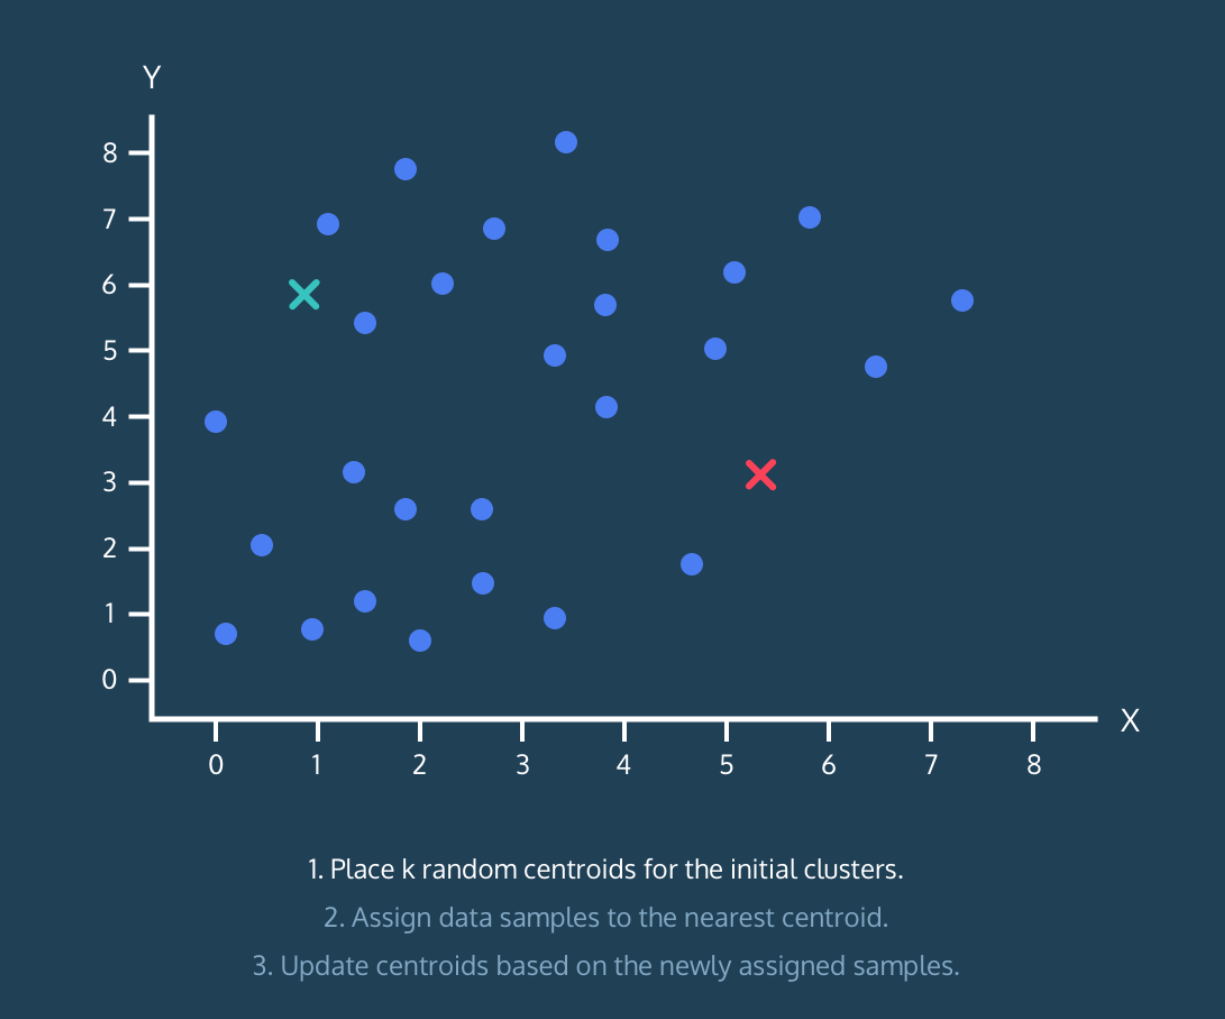 Y
8
7
6
5
4
3
2
1
0
X
0 1 2 3 4 5 6 7 8
1. Place k random centroids for the initial clusters.
2. Assign data samples to the nearest centroid.
3. Update centroids based on the newly assigned samples.